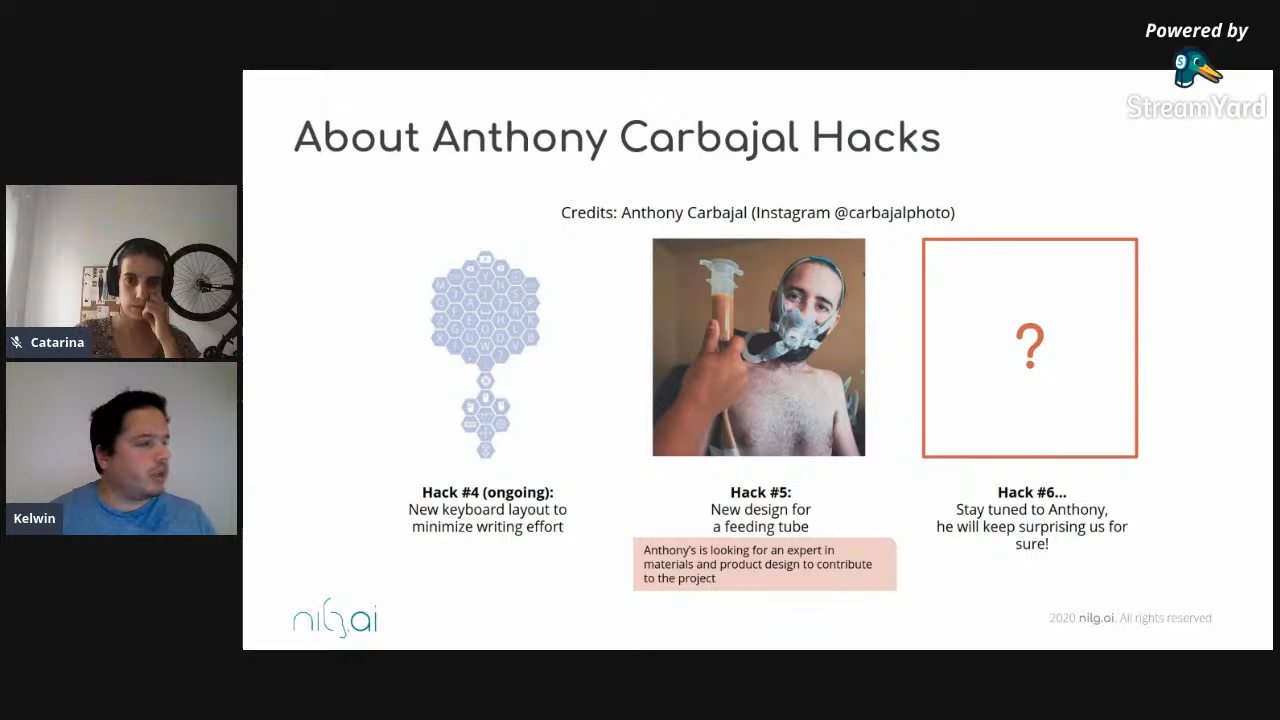 Powered by
StreamYard
About Anthony Carbajal Hacks
Credits: Anthony Carbajal (Instagram @carbajalphoto)
Catarina
Kelwin
?
Hack #4 (ongoing):
New keyboard layout to
minimize writing effort
Hack #5:
New design for
a feeding tube
Anthony's is looking for an expert in
materials and product design to contribute
to the project
Hack #6...
Stay tuned to Anthony,
he will keep surprising us for
sure!
nilg.ai
2020 nilg.ai. All rights reserved